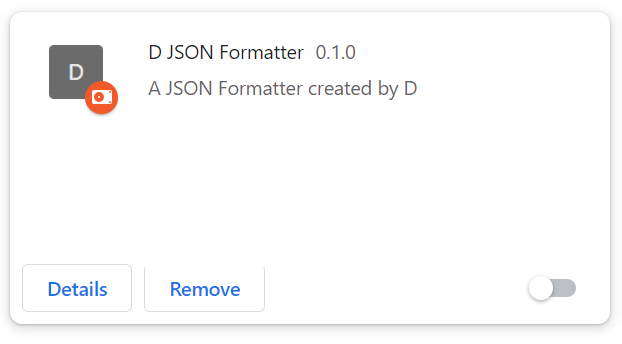 D
D JSON Formatter 0.1.0
A JSON Formatter created by D
Details
Remove